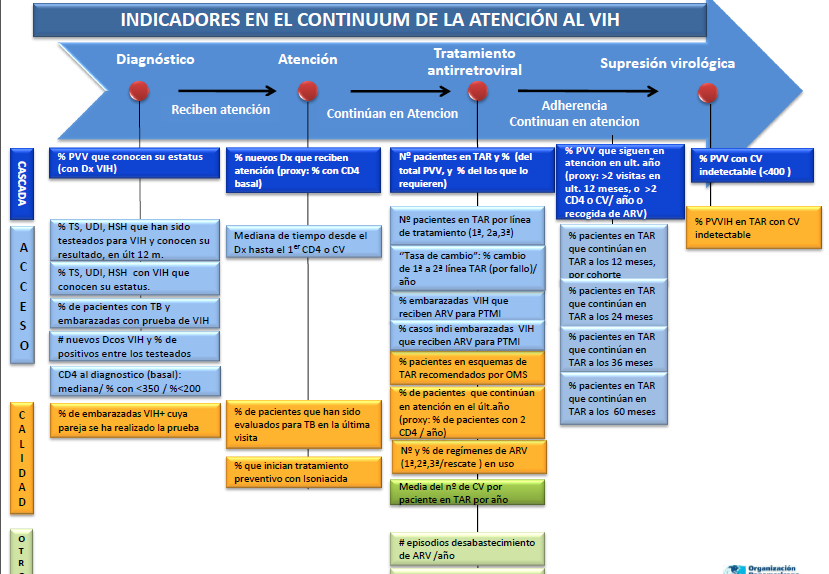 INDICADORES EN EL CONTINUUM DE LA ATENCIÓN AL VIH
Diagnóstico
Atención
Tratamiento
antirretroviral
Supresión virológica
Reciben atención
Continúan en Atencion
Adherencia
Continuan en atencion
CASCADA
% PVV que conocen su estatus
(con Dx VIH)
% nuevos Dx que reciben
atención (proxy: % con CD4
basal)
Nº pacientes en TAR y % (del
total PVV, y % del los que lo
requieren)
% PVV que siguen en
atencion en ult. año
(proxy: >2 visitas en
ult. 12 meses, o >2
CD4 o CV/ año o
recogida de ARV)
% PVV con CV
indetectable (<400 )
ACCESO
% TS, UDI, HSH que han sido
testeados para VIH y conocen su
resultado, en últ 12 m.
% TS, UDI, HSH con VIH que
conocen su estatus.
% de pacientes con TB y
embarazadas con prueba de VIH
# nuevos Dcos VIH y % de
positivos entre los testeados
CD4 al diagnostico (basal):
mediana/ % con <350 / %<200
Mediana de tiempo desde el
Dx hasta el 1er CD4 o CV
Nº pacientes en TAR por línea
de tratamiento (1ª, 2a,3ª)
“Tasa de cambio”: % cambio
de 1ª a 2ª línea TAR (por fallo)/
año
% embarazadas VIH que
reciben ARV para PTMI
% casos indi embarazadas VIH
que reciben ARV para PTMI
% pacientes en TAR
que continúan en
TAR a los 12 meses,
por cohorte
% pacientes en TAR
que continúan en
TAR a los 24 meses
% pacientes en TAR
que continúan en
TAR a los 36 meses
% pacientes en TAR
que continúan en
TAR a los 60 meses
% PVVIH en TAR con CV
indetectable
CALIDAD
% de embarazadas VIH+ cuya
pareja se ha realizado la prueba
% de pacientes que han sido
evaluados para TB en la última
visita
% que inician tratamiento
preventivo con Isoniacida
% pacientes en esquemas de
TAR recomendados por OMS
% de pacientes que continúan
en atención en el últ.año
(proxy: % de pacientes con 2
CD4 / año)
Nº y % de regímenes de ARV
(1ª,2ª,3ª/rescate ) en uso
Media del nº de CV por
paciente en TAR por año
OTR
# episodios desabastecimiento
de ARV /año
Organización